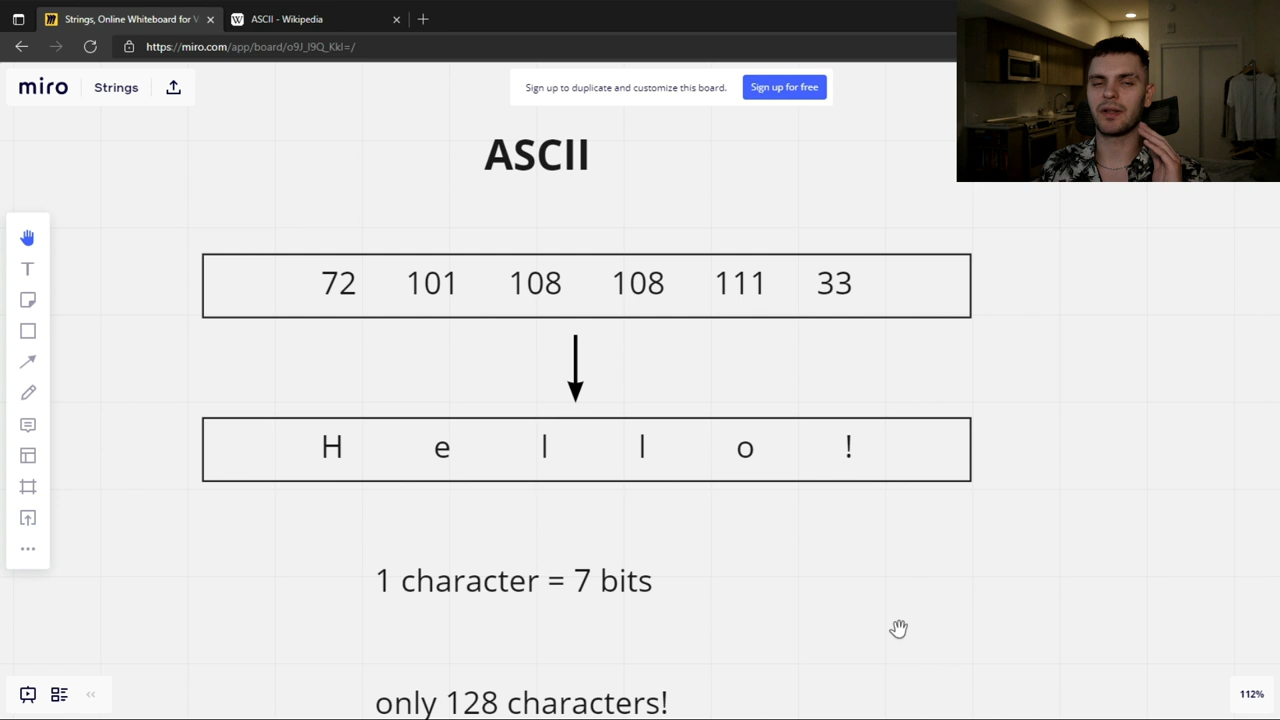 Strings, Online Whiteboard for V
ASCII - Wikipedia
https://miro.com/app/board/o9J_l9Q_KkI=/
miro
Strings
Sign up to duplicate and customize this board.
Sign up for free
ASCII
72 101 108 108 111 33
H e l l o !
1 character = 7 bits
only 128 characters!
112%